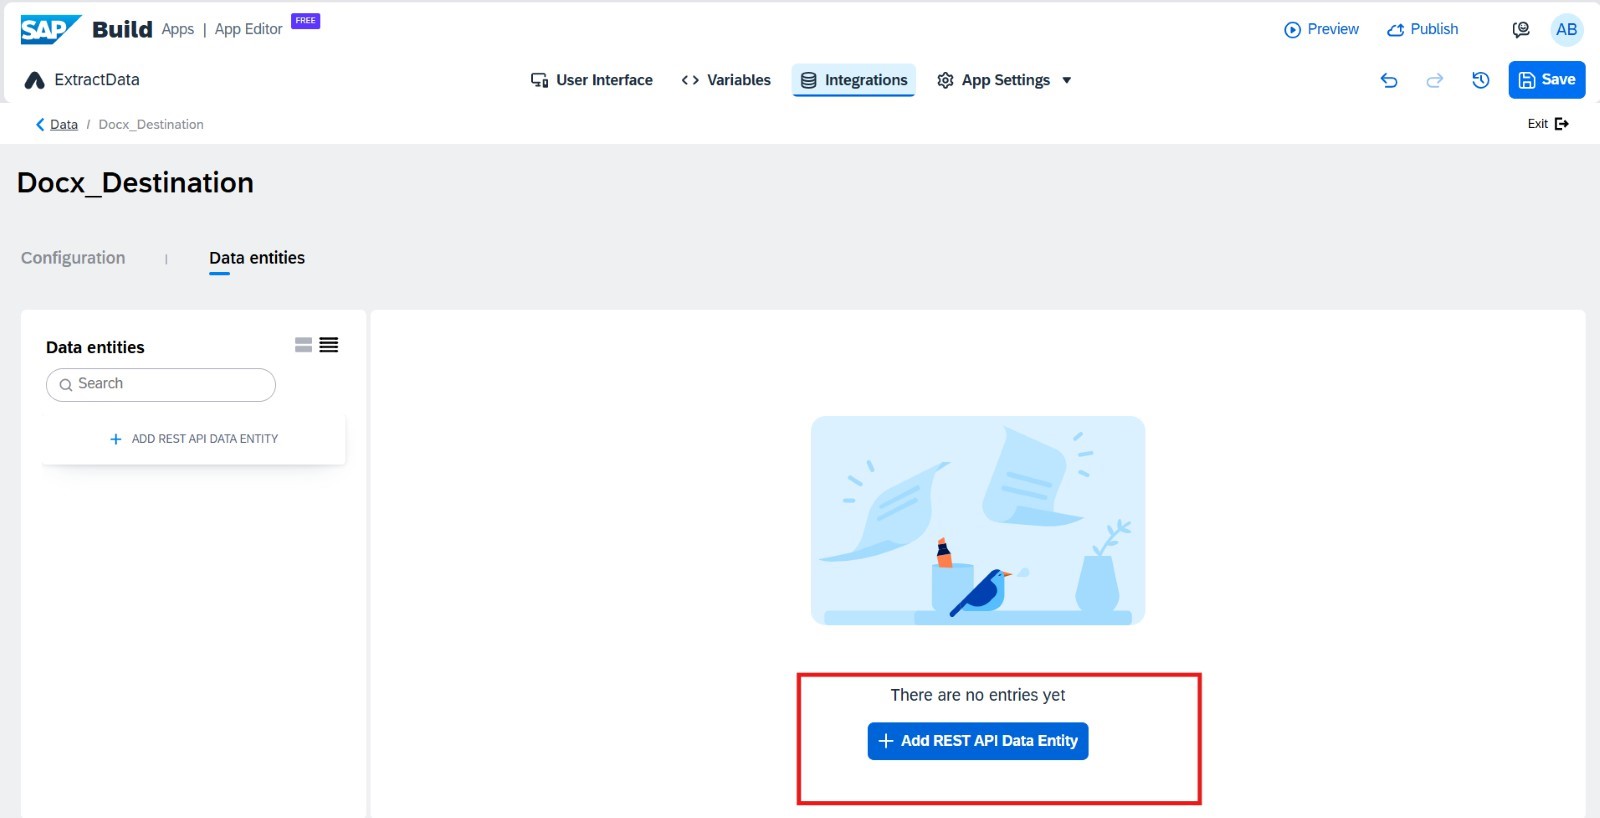 SAP Build Apps | App Editor FREE Preview Publish AB
ExtractData User Interface Variables Integrations App Settings Save
Data / Docx_Destination Exit
Docx_Destination
Configuration | Data entities
Data entities
Search
+ ADD REST API DATA ENTITY
There are no entries yet
+ Add REST API Data Entity